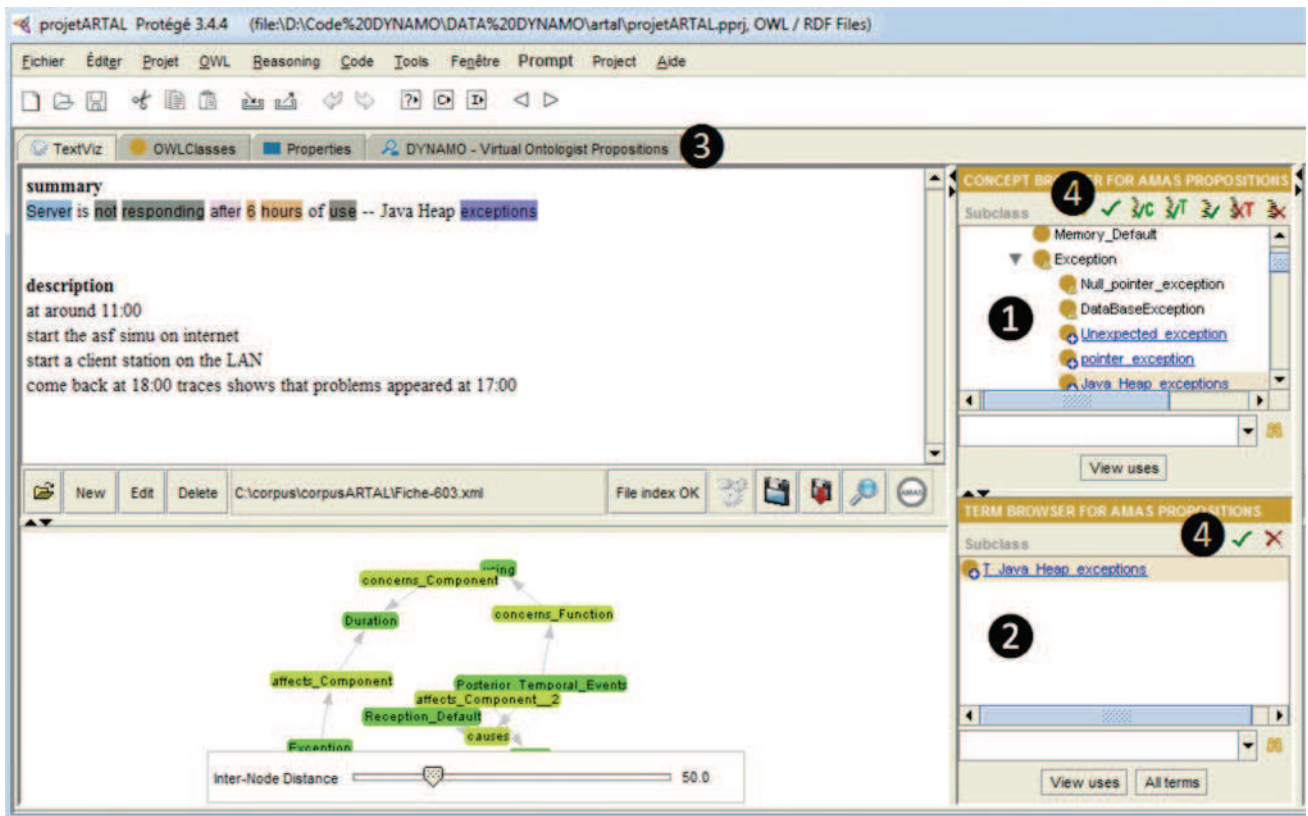 projetARTAL Protégé 3.4.4 (file:\D:\Code%20DYNAMO\DATA%20DYNAMO\artal\projetARTAL.pprj, OWL / RDF Files)
Fichier Éditer Projet OWL Reasoning Code Tools Fenêtre Prompt Project Aide
TextViz OWLClasses Properties DYNAMO - Virtual Ontologist Propositions 3
summary
Server is not responding after 6 hours of use -- Java Heap exceptions
description
at around 11:00
start the asf simu on internet
start a client station on the LAN
come back at 18:00 traces shows that problems appeared at 17:00
New Edit Delete C:\corpus\corpusARTAL\Fiche-603.xml File index OK AMAS
concerns_Component
Duration
concerns_Function
affects_Component
Posterior_Temporal_Events
affects_Component__2
Reception_Default
causes
Exception
Inter-Node Distance 50.0
CONCEPT BROWSER FOR AMAS PROPOSITIONS
Subclass 4
Memory_Default
Exception
Null_pointer_exception
DataBaseException
1
Unexpected_exception
pointer_exception
Java_Heap_exceptions
View uses
TERM BROWSER FOR AMAS PROPOSITIONS
Subclass 4
T_Java_Heap_exceptions
2
View uses All terms